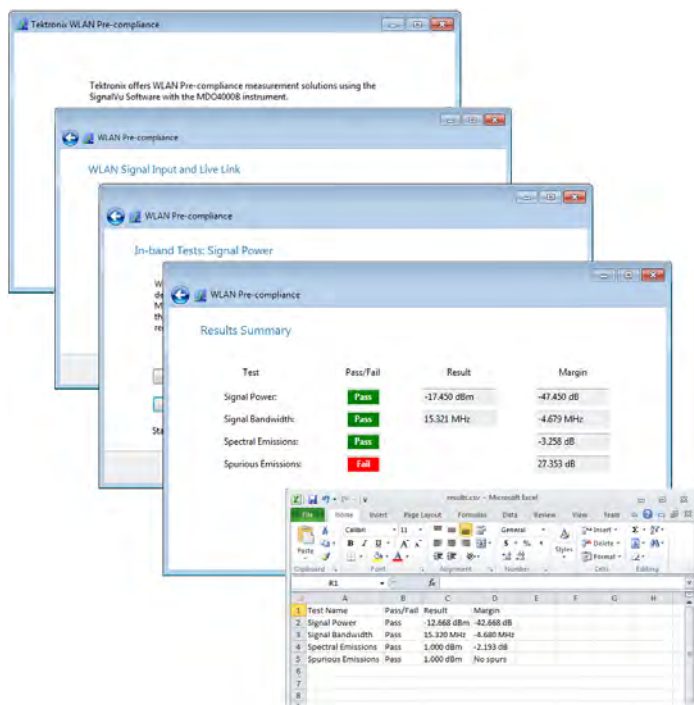 Tektronix WLAN Pre-compliance
Tektronix offers WLAN Pre-compliance measurement solutions using the
SignalVu Software with the MDO4000B instrument.
WLAN Pre-compliance
WLAN Signal Input and Live Link
WLAN Pre-compliance
In-band Tests: Signal Power
WLAN Pre-compliance
Results Summary
Test Pass/Fail Result Margin
Signal Power: Pass -17.450 dBm -47.450 dB
Signal Bandwidth: Pass 15.321 MHz -4.679 MHz
Spectral Emissions: Pass -3.258 dB
Spurious Emissions: Fail 27.353 dB
results.csv - Microsoft Excel
File Home Insert Page Layout Formulas Data Review View Team
Calibri 11 General Insert
Paste B I U $ % Styles Delete
Format
Clipboard Font Alignment Number Cells Editing
R1 fx
A B C D E F G H
1 Test Name Pass/Fail Result Margin
2 Signal Power Pass -12.668 dBm -42.668 dB
3 Signal Bandwidth Pass 15.320 MHz -4.680 MHz
4 Spectral Emissions Pass 1.000 dBm -2.193 dB
5 Spurious Emissions Pass 1.000 dBm No spurs
6
7
8